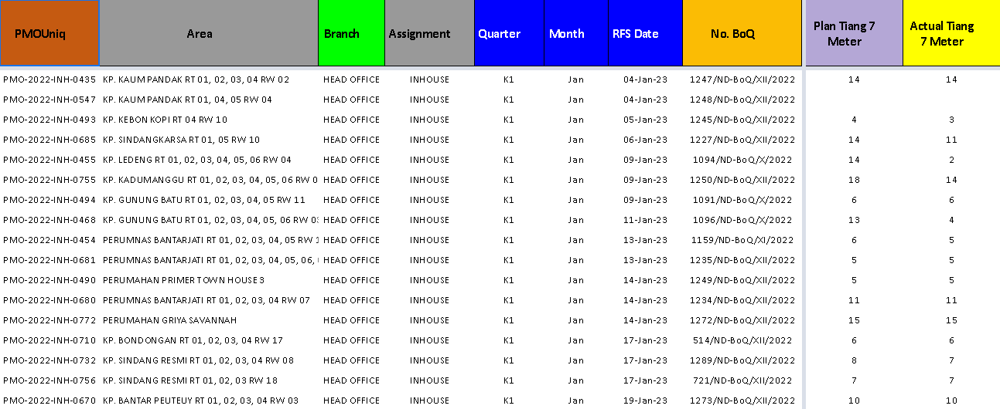 PMOUniq Area Branch Assignment Quarter Month RFS Date No. BoQ Plan Tiang 7 Meter Actual Tiang 7 Meter
PMO-2022-INH-0435 KP. KAUM PANDAK RT 01, 02, 03, 04 RW 02 HEAD OFFICE INHOUSE K1 Jan 04-Jan-23 1247/ND-BoQ/XII/2022 14 14
PMO-2022-INH-0547 KP. KAUM PANDAK RT 01, 04, 05 RW 04 HEAD OFFICE INHOUSE K1 Jan 04-Jan-23 1248/ND-BoQ/XII/2022
PMO-2022-INH-0493 KP. KEBON KOPI RT 04 RW 10 HEAD OFFICE INHOUSE K1 Jan 05-Jan-23 1245/ND-BoQ/XII/2022 4 3
PMO-2022-INH-0685 KP. SINDANGKARSA RT 01, 05 RW 10 HEAD OFFICE INHOUSE K1 Jan 06-Jan-23 1227/ND-BoQ/XII/2022 14 11
PMO-2022-INH-0455 KP. LEDENG RT 01, 02, 03, 04, 05, 06 RW 04 HEAD OFFICE INHOUSE K1 Jan 09-Jan-23 1094/ND-BoQ/X/2022 14 2
PMO-2022-INH-0755 KP. KADUMANGGU RT 01, 02, 03, 04, 05, 06 RW 0 HEAD OFFICE INHOUSE K1 Jan 09-Jan-23 1250/ND-BoQ/XII/2022 18 14
PMO-2022-INH-0494 KP. GUNUNG BATU RT 01, 02, 03, 04, 05 RW 11 HEAD OFFICE INHOUSE K1 Jan 09-Jan-23 1091/ND-BoQ/X/2022 6 6
PMO-2022-INH-0468 KP. GUNUNG BATU RT 01, 02, 03, 04, 05, 06 RW 03 HEAD OFFICE INHOUSE K1 Jan 11-Jan-23 1096/ND-BoQ/X/2022 13 4
PMO-2022-INH-0454 PERUMNAS BANTARJATI RT 01, 02, 03, 04, 05 RW 1 HEAD OFFICE INHOUSE K1 Jan 13-Jan-23 1159/ND-BoQ/XI/2022 6 5
PMO-2022-INH-0681 PERUMNAS BANTARJATI RT 01, 02, 03, 04, 05, 06, HEAD OFFICE INHOUSE K1 Jan 13-Jan-23 1235/ND-BoQ/XII/2022 5 5
PMO-2022-INH-0490 PERUMAHAN PRIMER TOWN HOUSE 3 HEAD OFFICE INHOUSE K1 Jan 14-Jan-23 1249/ND-BoQ/XII/2022 5 5
PMO-2022-INH-0680 PERUMNAS BANTARJATI RT 01, 02, 03, 04 RW 07 HEAD OFFICE INHOUSE K1 Jan 14-Jan-23 1234/ND-BoQ/XII/2022 11 11
PMO-2022-INH-0772 PERUMAHAN GRIYA SAVANNAH HEAD OFFICE INHOUSE K1 Jan 14-Jan-23 1272/ND-BoQ/XII/2022 15 15
PMO-2022-INH-0710 KP. BONDONGAN RT 01, 02, 03, 04 RW 17 HEAD OFFICE INHOUSE K1 Jan 17-Jan-23 514/ND-BoQ/XII/2022 6 6
PMO-2022-INH-0732 KP. SINDANG RESMI RT 01, 02, 03, 04 RW 08 HEAD OFFICE INHOUSE K1 Jan 17-Jan-23 1289/ND-BoQ/XII/2022 8 7
PMO-2022-INH-0756 KP. SINDANG RESMI RT 01, 02, 03 RW 18 HEAD OFFICE INHOUSE K1 Jan 17-Jan-23 721/ND-BoQ/XII/2022 7 7
PMO-2022-INH-0670 KP. BANTAR PEUTEUY RT 01, 02, 03, 04 RW 03 HEAD OFFICE INHOUSE K1 Jan 19-Jan-23 1273/ND-BoQ/XII/2022 10 10